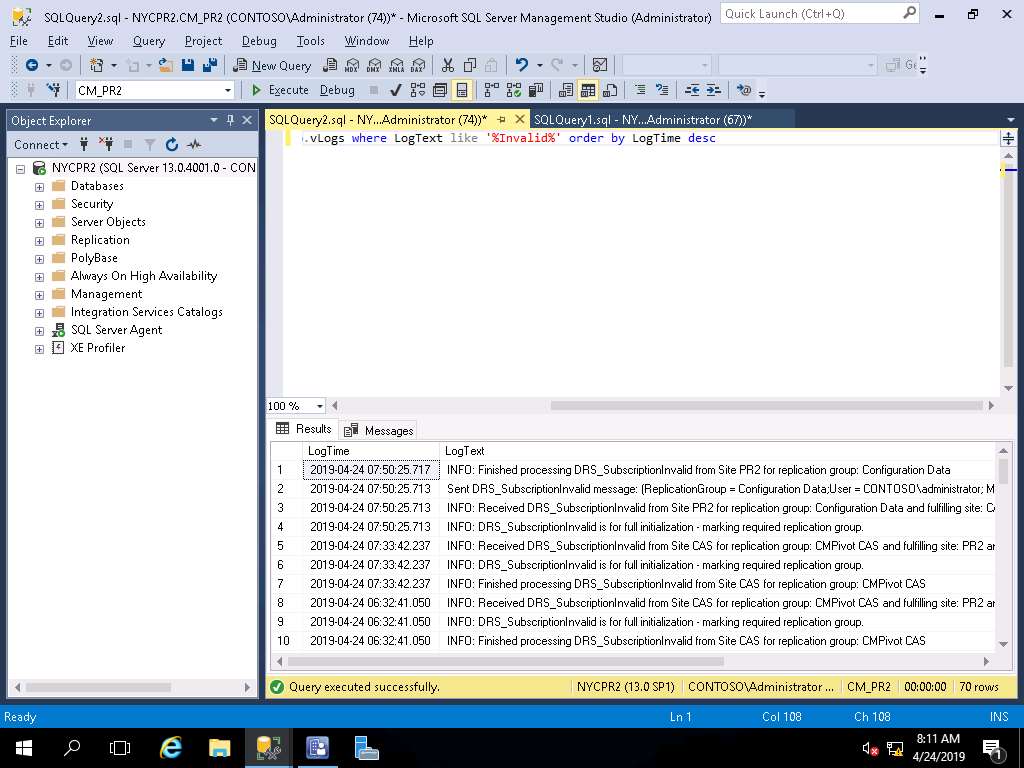 SQLQuery2.sql - NYCPR2.CM_PR2 (CONTOSO\Administrator (74))* - Microsoft SQL Server Management Studio (Administrator)
Quick Launch (Ctrl+Q)
File Edit View Query Project Debug Tools Window Help
New Query MDX DMX XMLA DAX
CM_PR2 Execute Debug
Object Explorer
SQLQuery2.sql - NY...Administrator (74))* SQLQuery1.sql - NY...Administrator (67))*
.vLogs where LogText like '%Invalid%' order by LogTime desc
Connect
NYCPR2 (SQL Server 13.0.4001.0 - CON
Databases
Security
Server Objects
Replication
PolyBase
Always On High Availability
Management
Integration Services Catalogs
SQL Server Agent
XE Profiler
100 %
Results Messages
LogTime LogText
1 2019-04-24 07:50:25.717 INFO: Finished processing DRS_SubscriptionInvalid from Site PR2 for replication group: Configuration Data
2 2019-04-24 07:50:25.713 Sent DRS_SubscriptionInvalid message: (ReplicationGroup = Configuration Data;User = CONTOSO\administrator; M
3 2019-04-24 07:50:25.713 INFO: Received DRS_SubscriptionInvalid from Site PR2 for replication group: Configuration Data and fulfilling site: CA
4 2019-04-24 07:50:25.713 INFO: DRS_SubscriptionInvalid is for full initialization - marking required replication group.
5 2019-04-24 07:33:42.237 INFO: Received DRS_SubscriptionInvalid from Site CAS for replication group: CMPivot CAS and fulfilling site: PR2 ar
6 2019-04-24 07:33:42.237 INFO: DRS_SubscriptionInvalid is for full initialization - marking required replication group.
7 2019-04-24 07:33:42.237 INFO: Finished processing DRS_SubscriptionInvalid from Site CAS for replication group: CMPivot CAS
8 2019-04-24 06:32:41.050 INFO: Received DRS_SubscriptionInvalid from Site CAS for replication group: CMPivot CAS and fulfilling site: PR2 ar
9 2019-04-24 06:32:41.050 INFO: DRS_SubscriptionInvalid is for full initialization - marking required replication group.
10 2019-04-24 06:32:41.050 INFO: Finished processing DRS_SubscriptionInvalid from Site CAS for replication group: CMPivot CAS
Query executed successfully. NYCPR2 (13.0 SP1) CONTOSO\Administrator ... CM_PR2 00:00:00 70 rows
Ready Ln 1 Col 108 Ch 108 INS
8:11 AM
4/24/2019
1